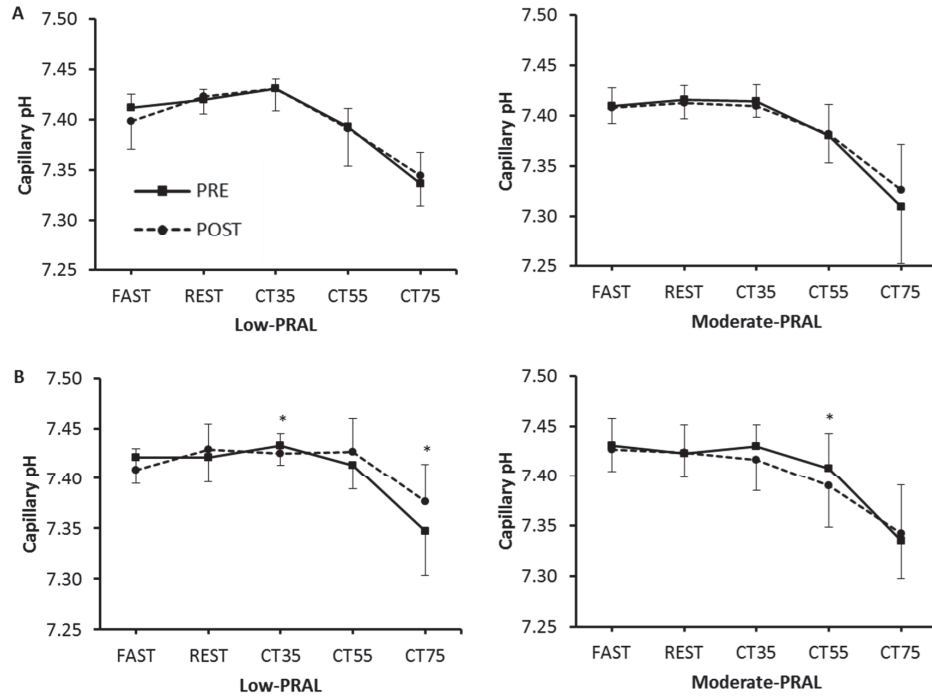 A
7.50
7.45
7.40
7.35
7.30
7.25
Capillary pH
PRE
POST
FAST REST CT35 CT55 CT75
Low-PRAL
7.50
7.45
7.40
7.35
7.30
7.25
Capillary pH
FAST REST CT35 CT55 CT75
Moderate-PRAL
B
7.50
7.45
7.40
7.35
7.30
7.25
Capillary pH
* *
FAST REST CT35 CT55 CT75
Low-PRAL
7.50
7.45
7.40
7.35
7.30
7.25
Capillary pH
*
FAST REST CT35 CT55 CT75
Moderate-PRAL